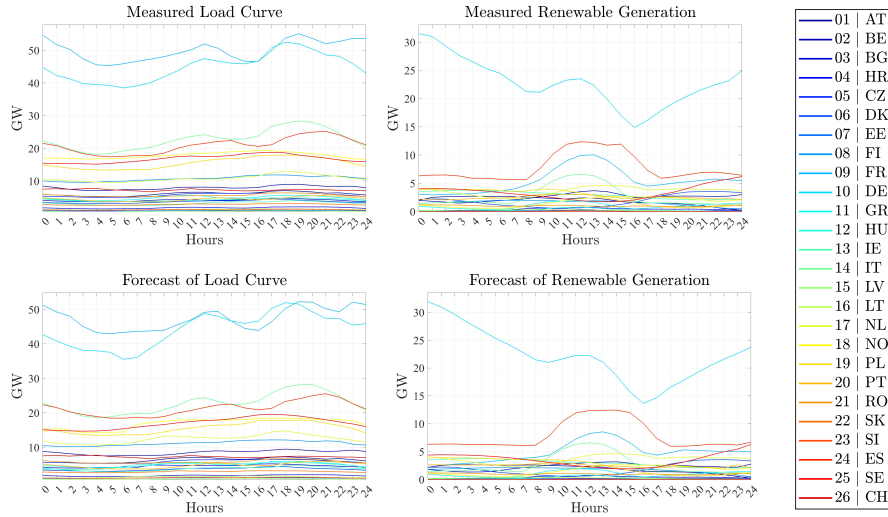 Measured Load Curve
GW
50
40
30
20
10
0 1 2 3 4 5 6 7 8 9 10 11 12 13 14 15 16 17 18 19 20 21 22 23 24
Hours
Measured Renewable Generation
GW
30
25
20
15
10
5
0
0 1 2 3 4 5 6 7 8 9 10 11 12 13 14 15 16 17 18 19 20 21 22 23 24
Hours
Forecast of Load Curve
GW
50
40
30
20
10
0 1 2 3 4 5 6 7 8 9 10 11 12 13 14 15 16 17 18 19 20 21 22 23 24
Hours
Forecast of Renewable Generation
GW
30
25
20
15
10
5
0
0 1 2 3 4 5 6 7 8 9 10 11 12 13 14 15 16 17 18 19 20 21 22 23 24
Hours
01 | AT
02 | BE
03 | BG
04 | HR
05 | CZ
06 | DK
07 | EE
08 | FI
09 | FR
10 | DE
11 | GR
12 | HU
13 | IE
14 | IT
15 | LV
16 | LT
17 | NL
18 | NO
19 | PL
20 | PT
21 | RO
22 | SK
23 | SI
24 | ES
25 | SE
26 | CH